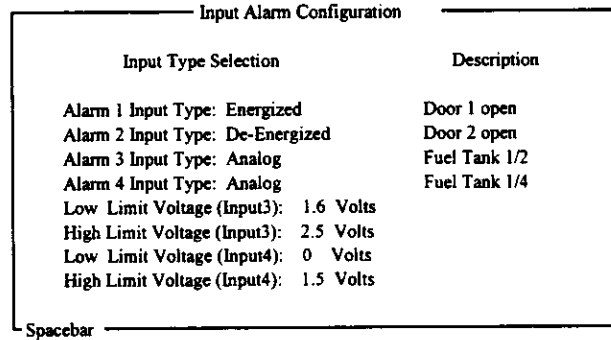 Input Alarm Configuration
Input Type Selection Description
Alarm 1 Input Type: Energized Door 1 open
Alarm 2 Input Type: De-Energized Door 2 open
Alarm 3 Input Type: Analog Fuel Tank 1/2
Alarm 4 Input Type: Analog Fuel Tank 1/4
Low Limit Voltage (Input3): 1.6 Volts
High Limit Voltage (Input3): 2.5 Volts
Low Limit Voltage (Input4): 0 Volts
High Limit Voltage (Input4): 1.5 Volts
Spacebar